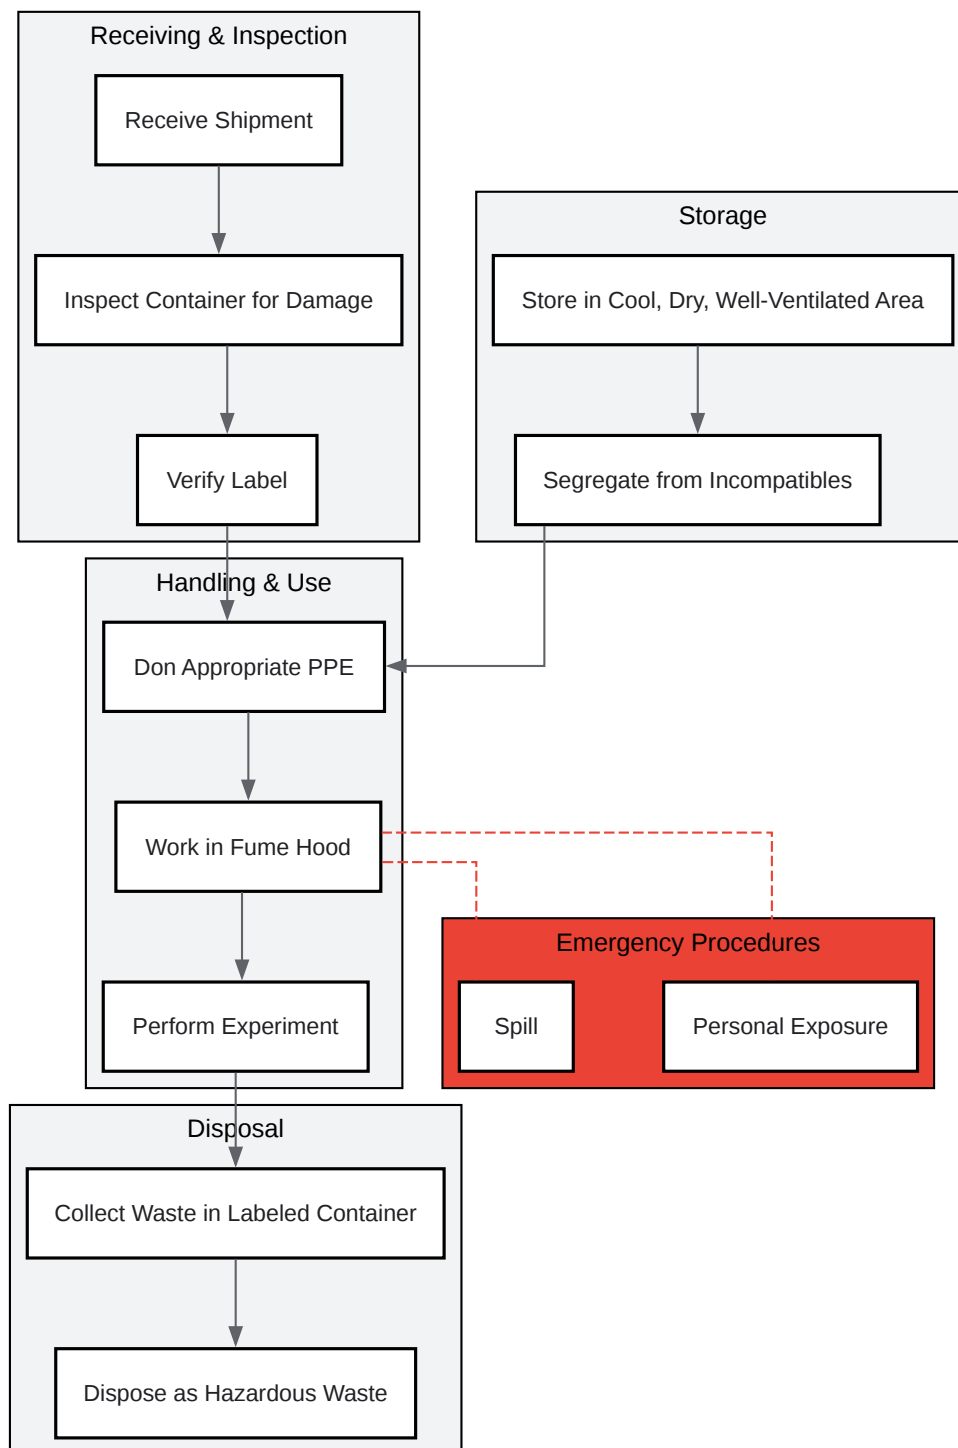 Receiving & Inspection
Receive Shipment
Inspect Container for Damage
Verify Label
Storage
Store in Cool, Dry, Well-Ventilated Area
Segregate from Incompatibles
Handling & Use
Don Appropriate PPE
Work in Fume Hood
Perform Experiment
Emergency Procedures
Spill
Personal Exposure
Disposal
Collect Waste in Labeled Container
Dispose as Hazardous Waste